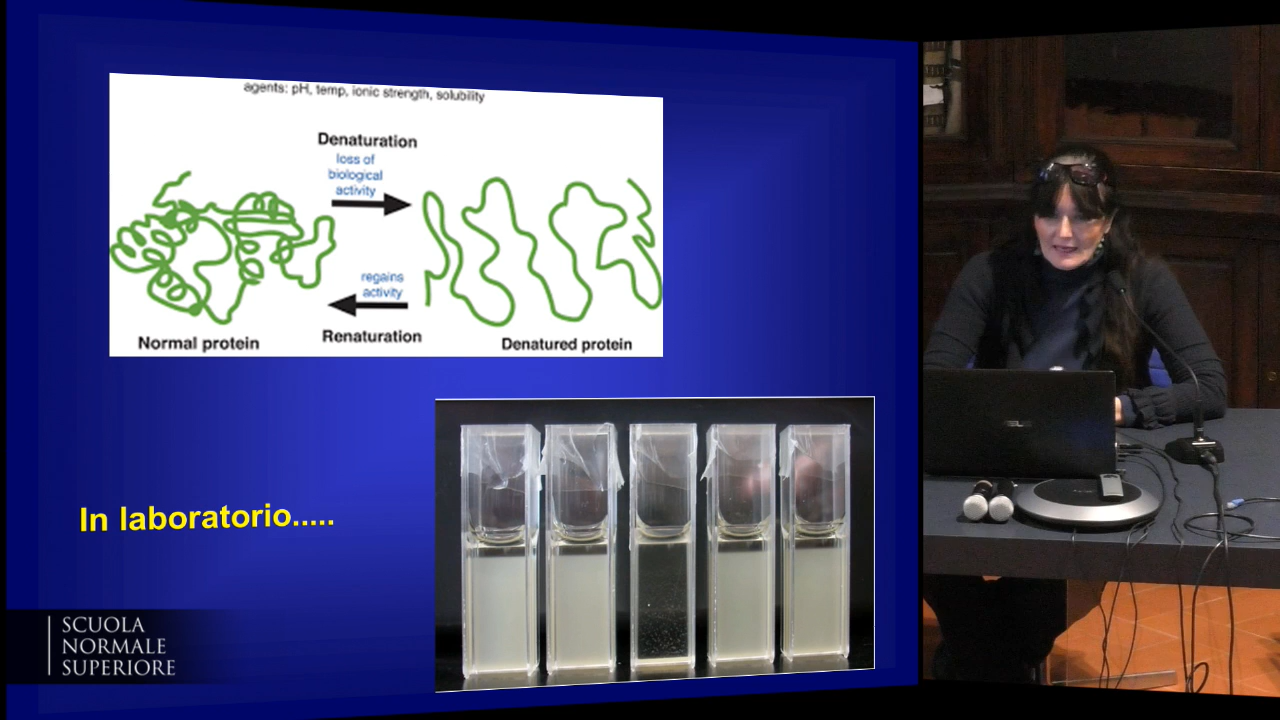 agents: pH, temp, ionic strength, solubility
Denaturation
loss of
biological
activity
regains
activity
Renaturation
Normal protein
Denatured protein
In laboratorio.....
SCUOLA
NORMALE
SUPERIORE
ASUS